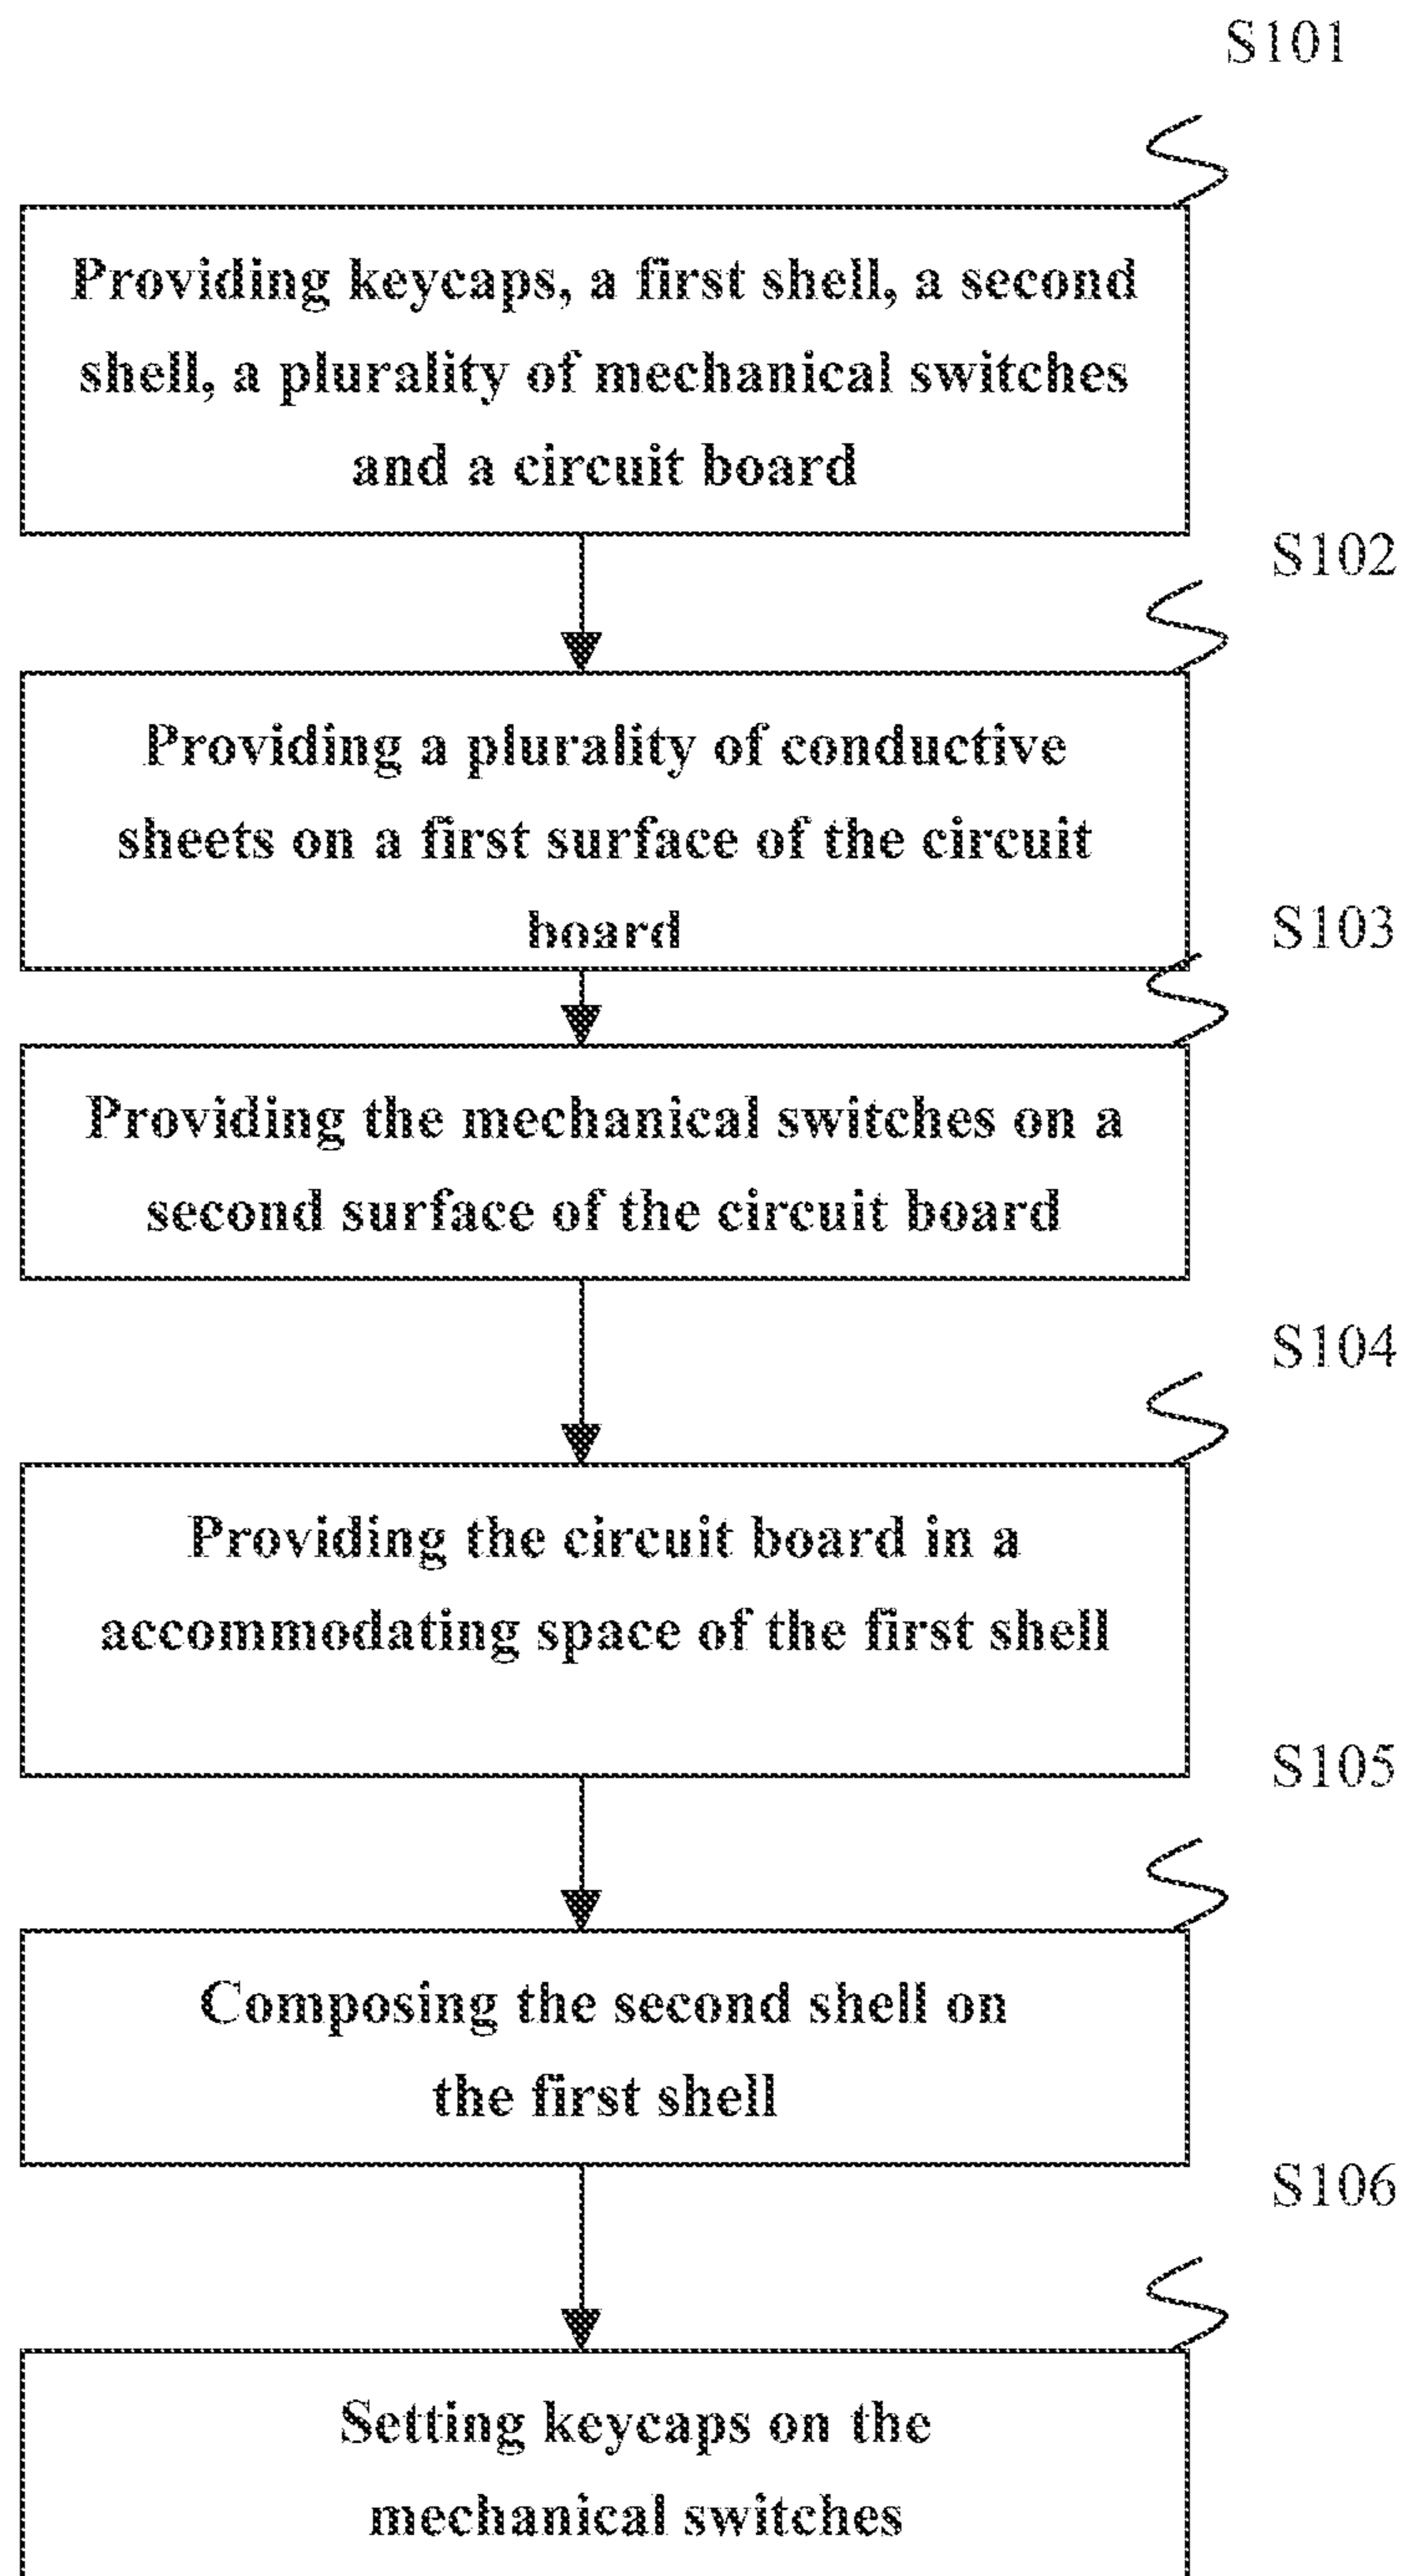 S101
Providing keycaps, a first shell, a second
shell, a plurality of mechanical switches
and a circuit board
S102
Providing a plurality of conductive
sheets on a first surface of the circuit
board
S103
Providing the mechanical switches on a
second surface of the circuit board
S104
Providing the circuit board in a
accommodating space of the first shell
S105
Composing the second shell on
the first shell
S106
Setting keycaps on the
mechanical switches